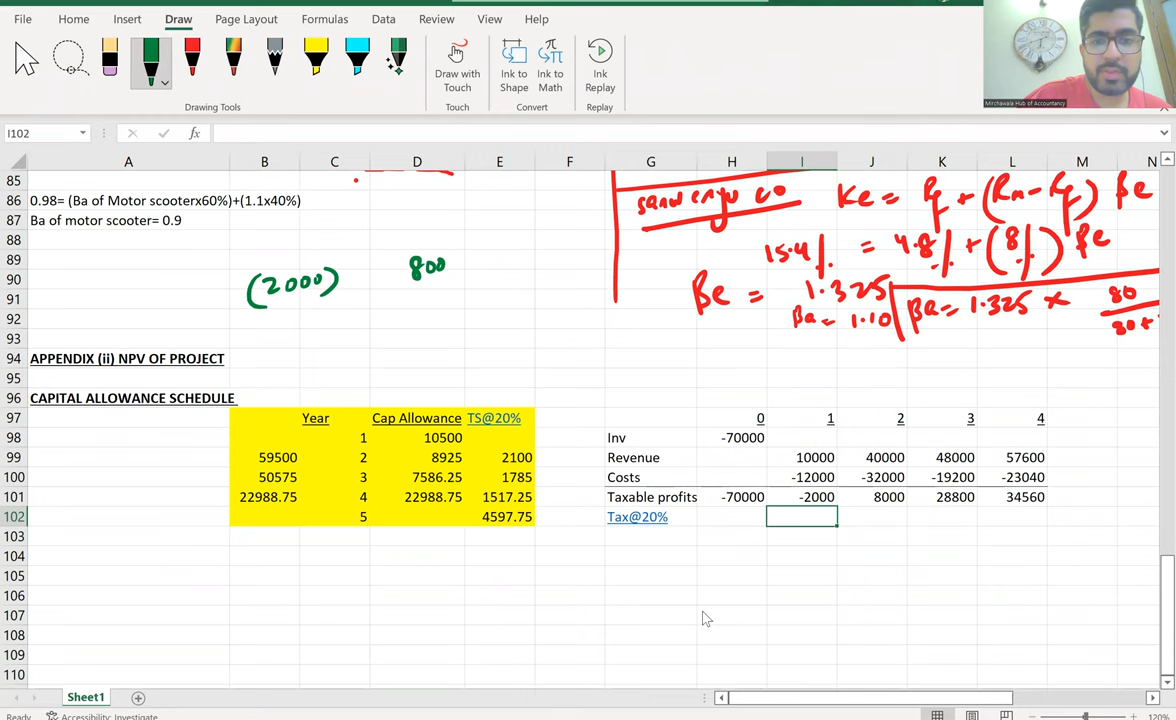 File Home Insert Draw Page Layout Formulas Data Review View Help
Draw with Touch
Ink to Shape
Ink to Math
Ink Replay
Drawing Tools Touch Convert Replay
Mirchawala Hub of Accountancy
I102 fx
A B C D E F G H I J K L M N
85
86 0.98= (Ba of Motor scooterx60%)+(1.1x40%)
87 Ba of motor scooter= 0.9
88
89
90
91
92
93
(2000) 800
Ke = Rf + (Rm - Rf) βe
15.4% = 4.8% + (8%) βe
βe = 1.325
βa = 1.10
βa = 1.325 x 80
80+
94 APPENDIX (ii) NPV OF PROJECT
95
96 CAPITAL ALLOWANCE SCHEDULE
97 Year Cap Allowance TS@20% 0 1 2 3 4
98 1 10500 Inv -70000
99 59500 2 8925 2100 Revenue 10000 40000 48000 57600
100 50575 3 7586.25 1785 Costs -12000 -32000 -19200 -23040
101 22988.75 4 22988.75 1517.25 Taxable profits -70000 -2000 8000 28800 34560
102 5 4597.75 Tax@20%
103
104
105
106
107
108
109
110
Sheet1
Ready Accessibility: Investigate 120%